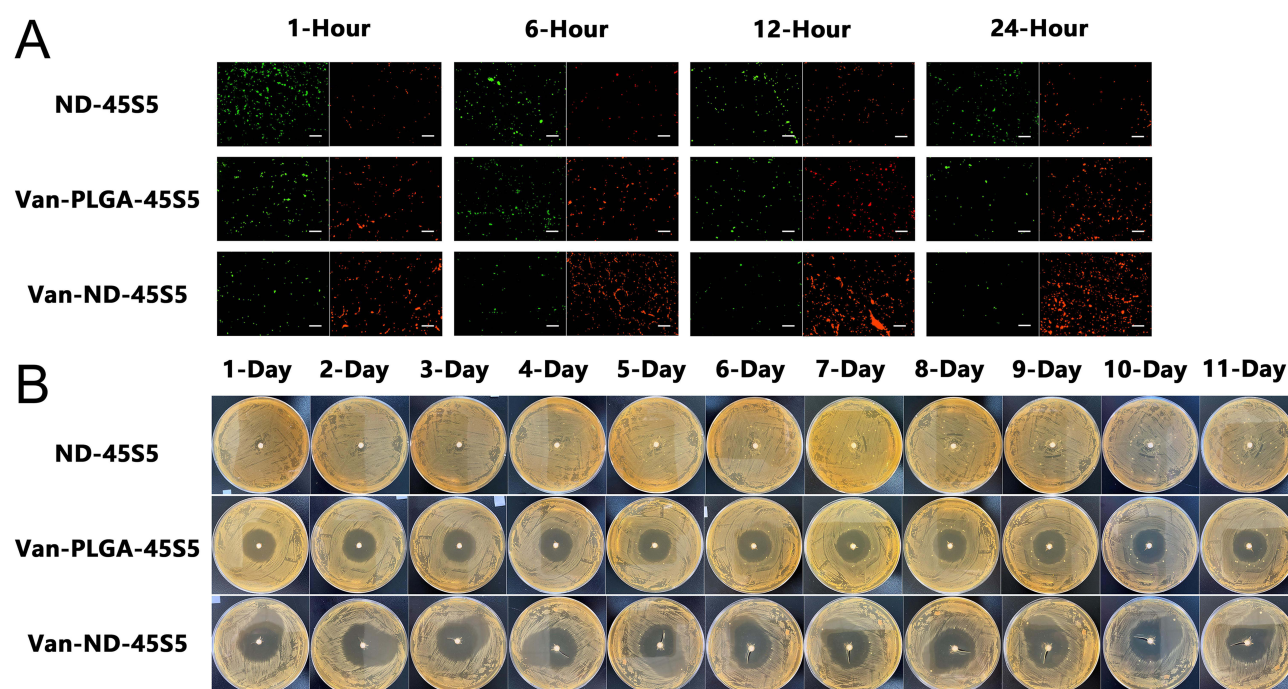 A
1-Hour 6-Hour 12-Hour 24-Hour
ND-45S5
Van-PLGA-45S5
Van-ND-45S5
B
1-Day 2-Day 3-Day 4-Day 5-Day 6-Day 7-Day 8-Day 9-Day 10-Day 11-Day
ND-45S5
Van-PLGA-45S5
Van-ND-45S5